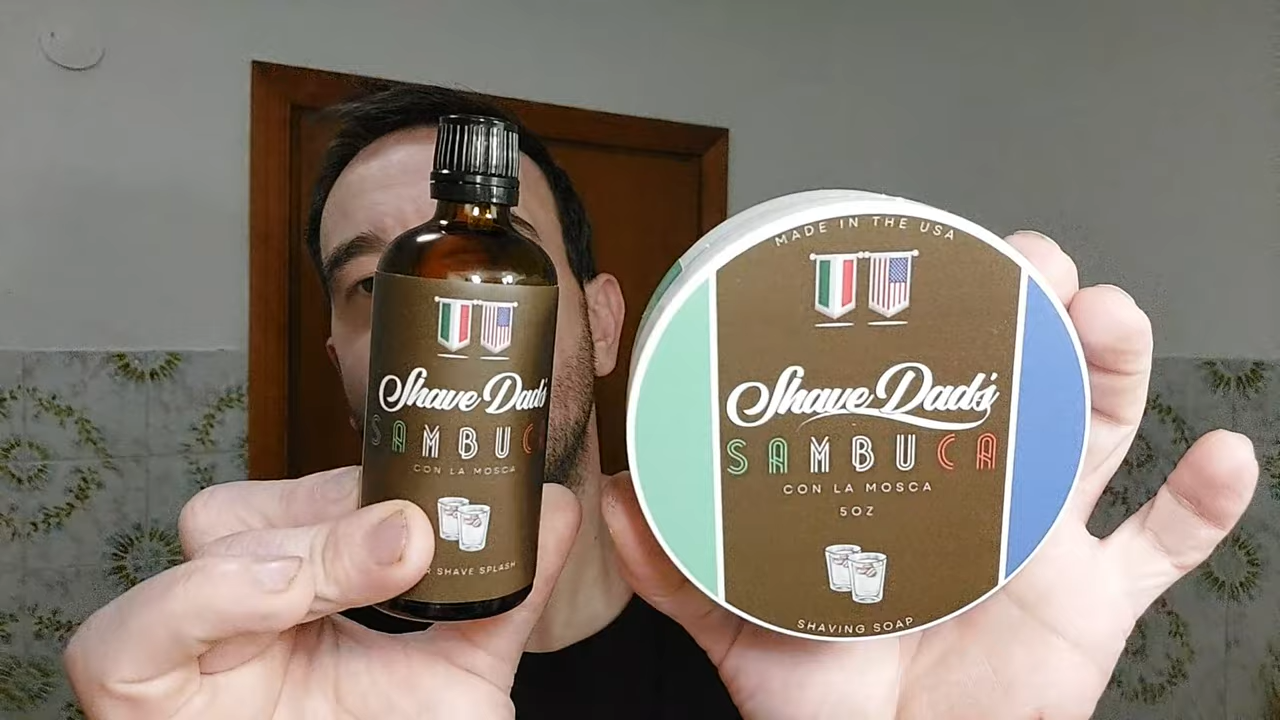 Shave Dad's
SAMBUCA
CON LA MOSCA
SHAVE SPLASH
MADE IN THE USA
Shave Dad's
SAMBUCA
CON LA MOSCA
5OZ
SHAVING SOAP